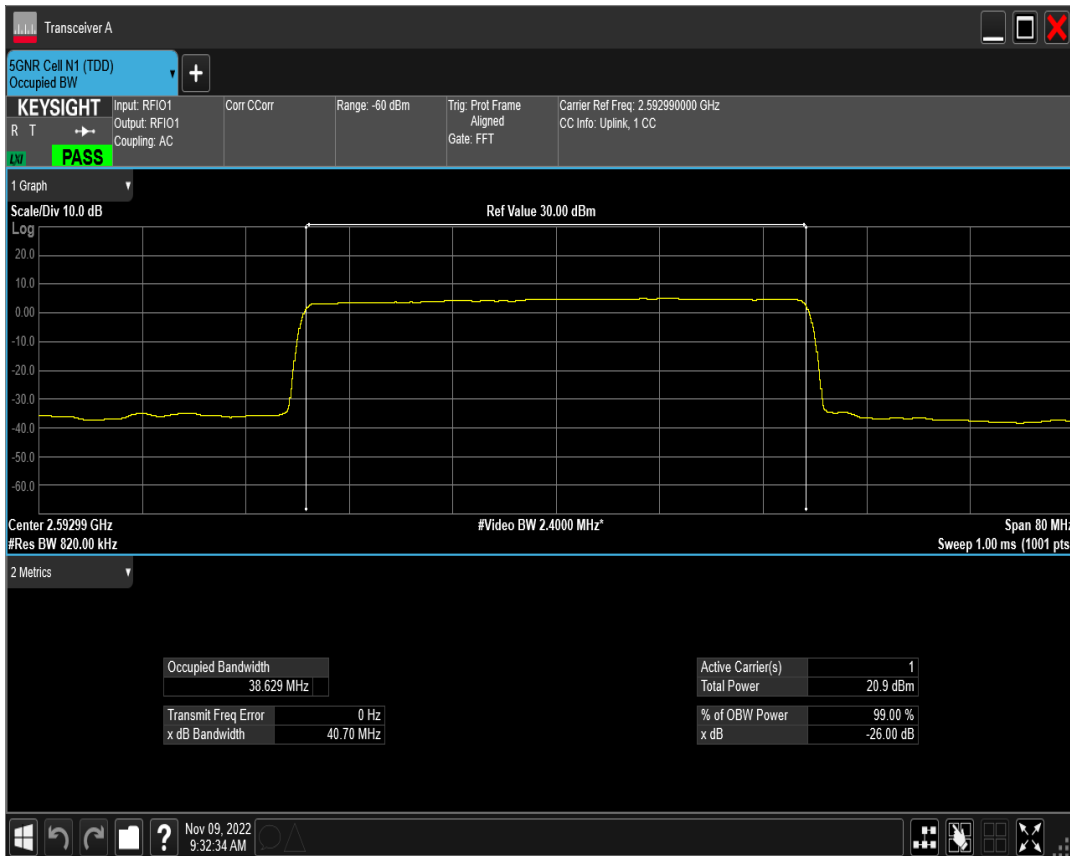 Transceiver A
5GNR Cell N1 (TDD)
Occupied BW
+
KEYSIGHT
R T
LXI
PASS
Input: RFIO1
Output: RFIO1
Coupling: AC
Corr CCorr
Range: -60 dBm
Trig: Prot Frame
Aligned
Gate: FFT
Carrier Ref Freq: 2.592990000 GHz
CC Info: Uplink, 1 CC
1 Graph
Scale/Div 10.0 dB
Ref Value 30.00 dBm
Log
20.0
10.0
0.00
-10.0
-20.0
-30.0
-40.0
-50.0
-60.0
Center 2.59299 GHz
#Video BW 2.4000 MHz*
Span 80 MHz
#Res BW 820.00 kHz
Sweep 1.00 ms (1001 pts
2 Metrics
Occupied Bandwidth
38.629 MHz
Transmit Freq Error 0 Hz
x dB Bandwidth 40.70 MHz
Active Carrier(s) 1
Total Power 20.9 dBm
% of OBW Power 99.00 %
x dB -26.00 dB
?
Nov 09, 2022
9:32:34 AM